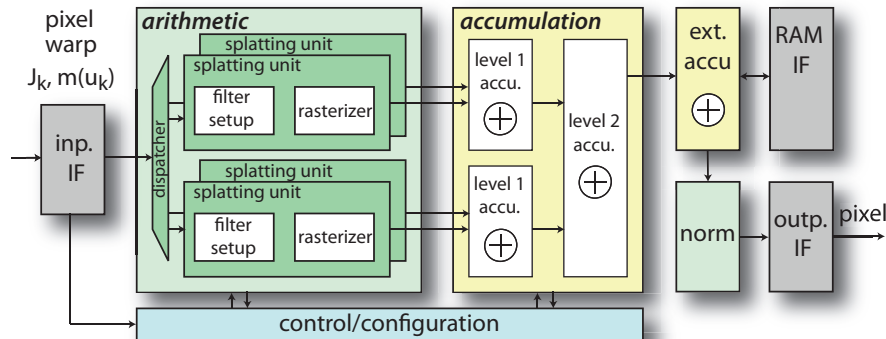 pixel
warp
J_k, m(u_k)
inp.
IF
arithmetic
dispatcher
splatting unit
splatting unit
filter
setup
rasterizer
splatting unit
splatting unit
filter
setup
rasterizer
accumulation
level 1
accu.
level 1
accu.
level 2
accu.
ext.
accu
RAM
IF
norm
outp.
IF
pixel
control/configuration